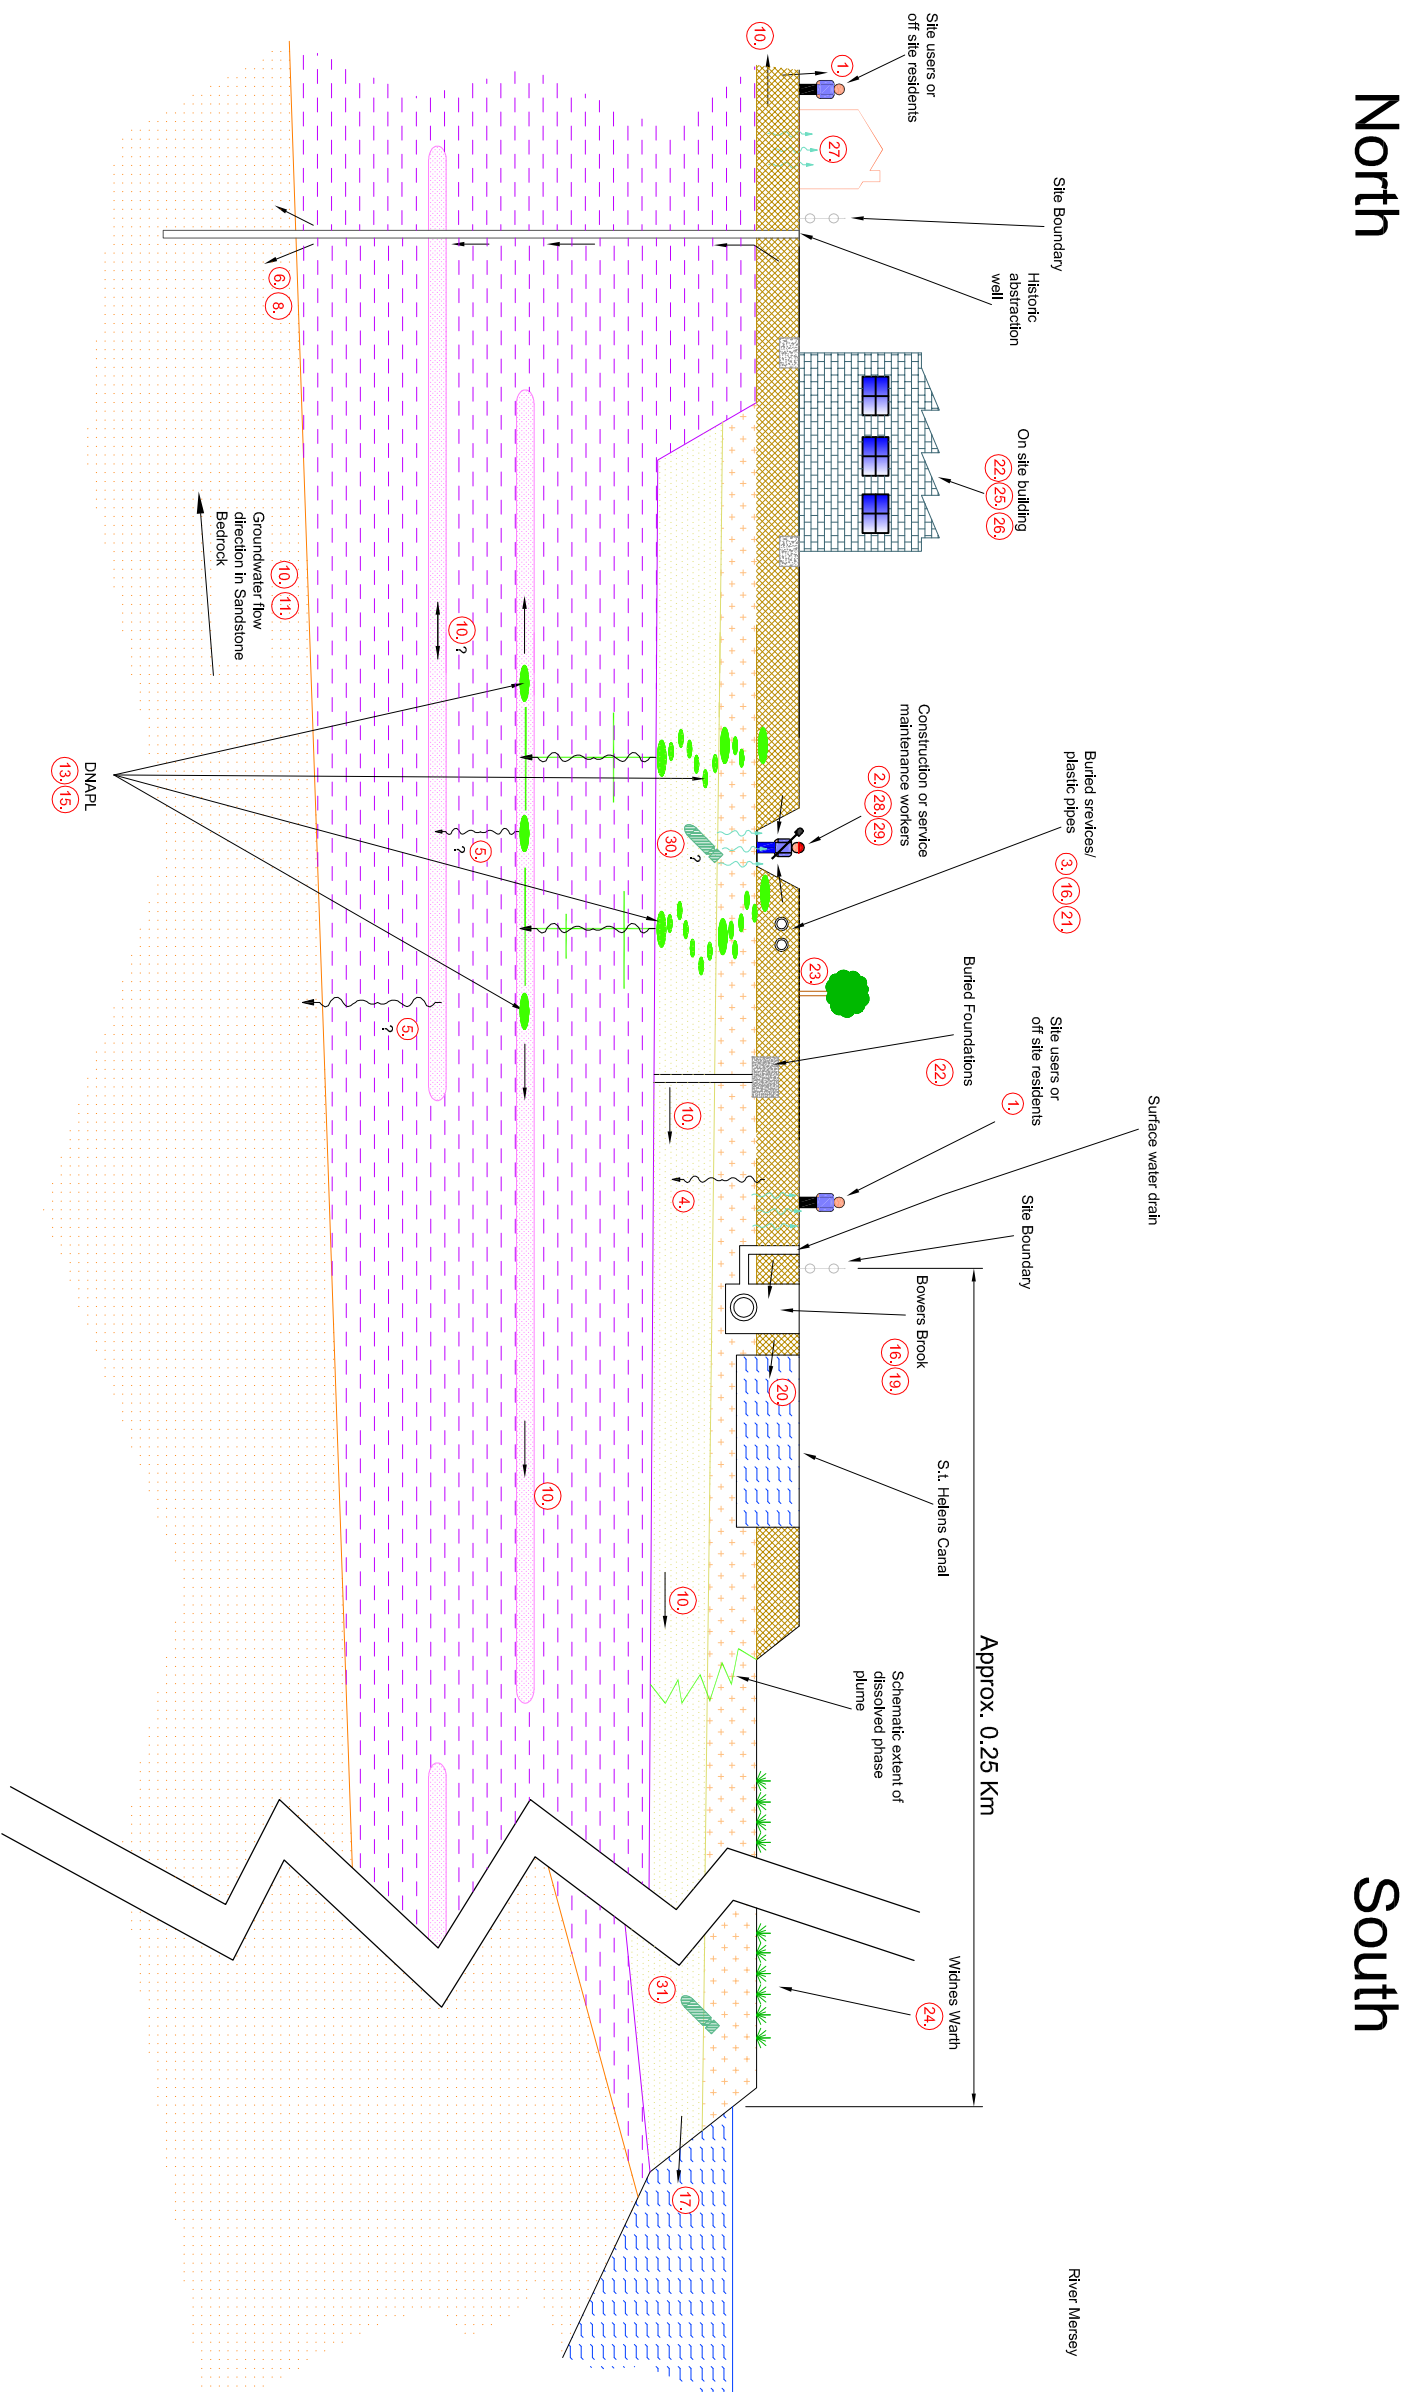 North
South
Site users or
off site residents
1.
10.
27.
Site Boundary
Historic
abstraction
well
6. 8.
On site building
22. 25. 26.
10. 11.
Groundwater flow
direction in Sandstone
Bedrock
10. ?
Construction or service
maintenance workers
2. 28. 29.
Buried srevices/
plastic pipes
3. 16. 21.
30. ?
5.
?
5.
?
DNAPL
13. 15.
23.
Buried Foundations
22.
Site users or
off site residents
1.
10.
4.
Surface water drain
Site Boundary
Bowers Brook
16. 19.
20.
S.t. Helens Canal
10.
10.
Approx. 0.25 Km
Schematic extent of
dissolved phase
plume
Widnes Warth
24.
31.
17.
River Mersey